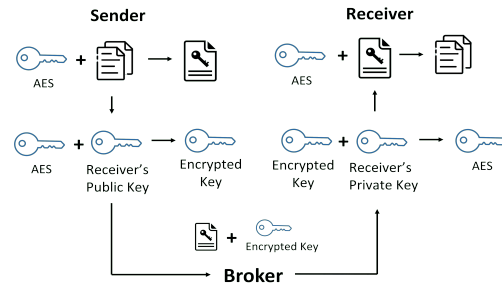 Sender
Receiver
+
AES
+
AES
+
AES
Receiver's
Public Key
Encrypted
Key
+
Encrypted
Key
Receiver's
Private Key
AES
+
Encrypted Key
Broker